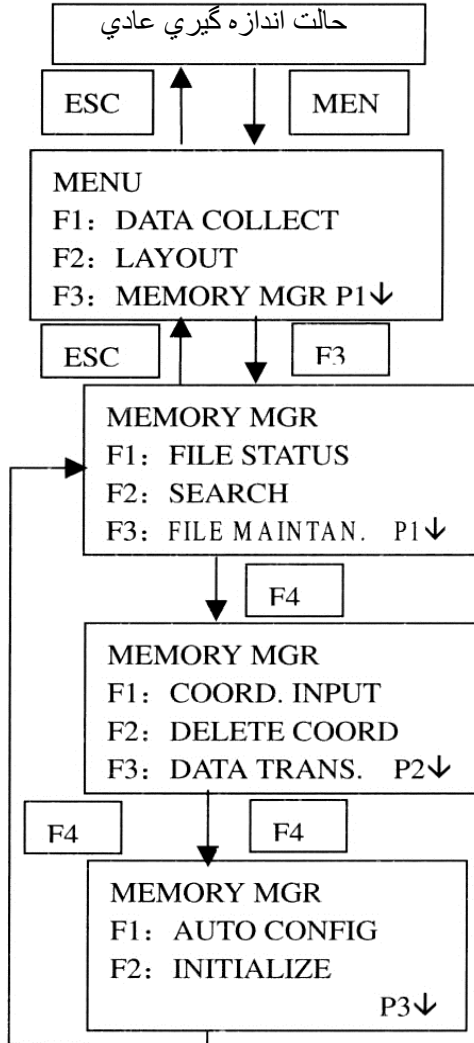 حالت اندازه گيري عادي
ESC
MEN
MENU
F1: DATA COLLECT
F2: LAYOUT
F3: MEMORY MGR P1↓
ESC
F3
MEMORY MGR
F1: FILE STATUS
F2: SEARCH
F3: FILE MAINTAN. P1↓
F4
MEMORY MGR
F1: COORD. INPUT
F2: DELETE COORD
F3: DATA TRANS. P2↓
F4
F4
MEMORY MGR
F1: AUTO CONFIG
F2: INITIALIZE
P3↓